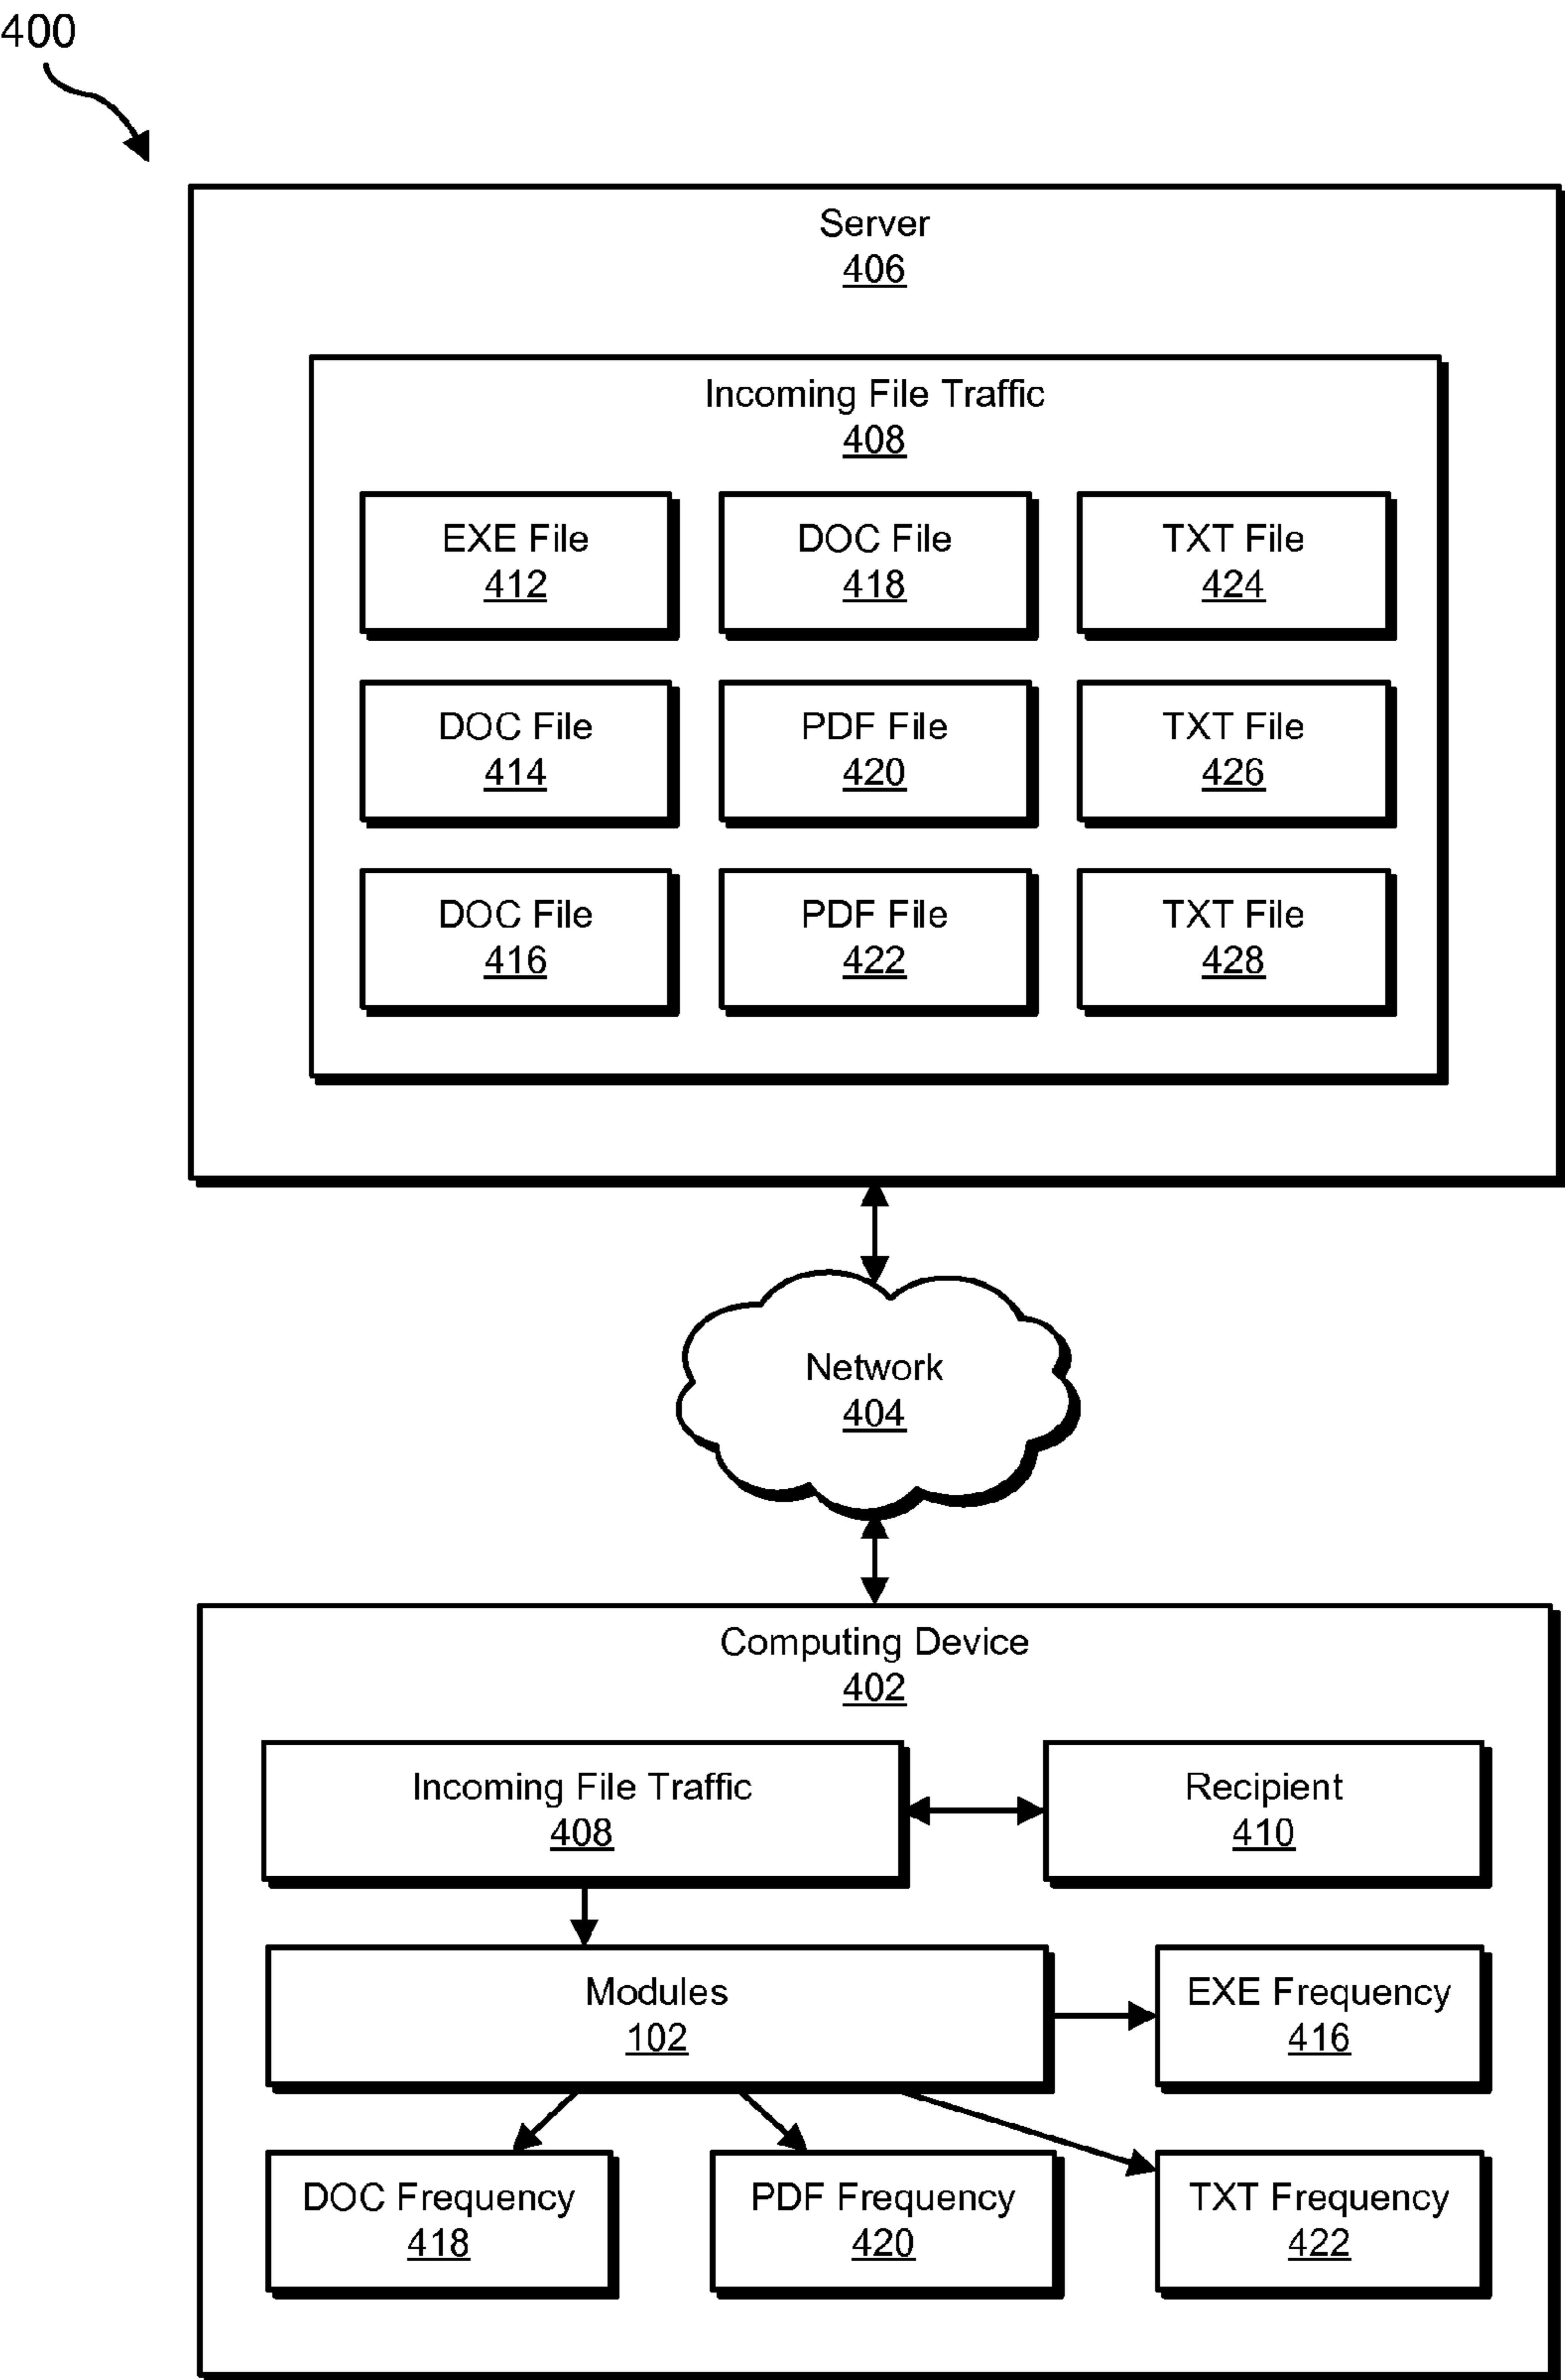 400
Server
406
Incoming File Traffic
408
EXE File
412
DOC File
418
TXT File
424
DOC File
414
PDF File
420
TXT File
426
DOC File
416
PDF File
422
TXT File
428
Network
404
Computing Device
402
Incoming File Traffic
408
Recipient
410
Modules
102
EXE Frequency
416
DOC Frequency
418
PDF Frequency
420
TXT Frequency
422